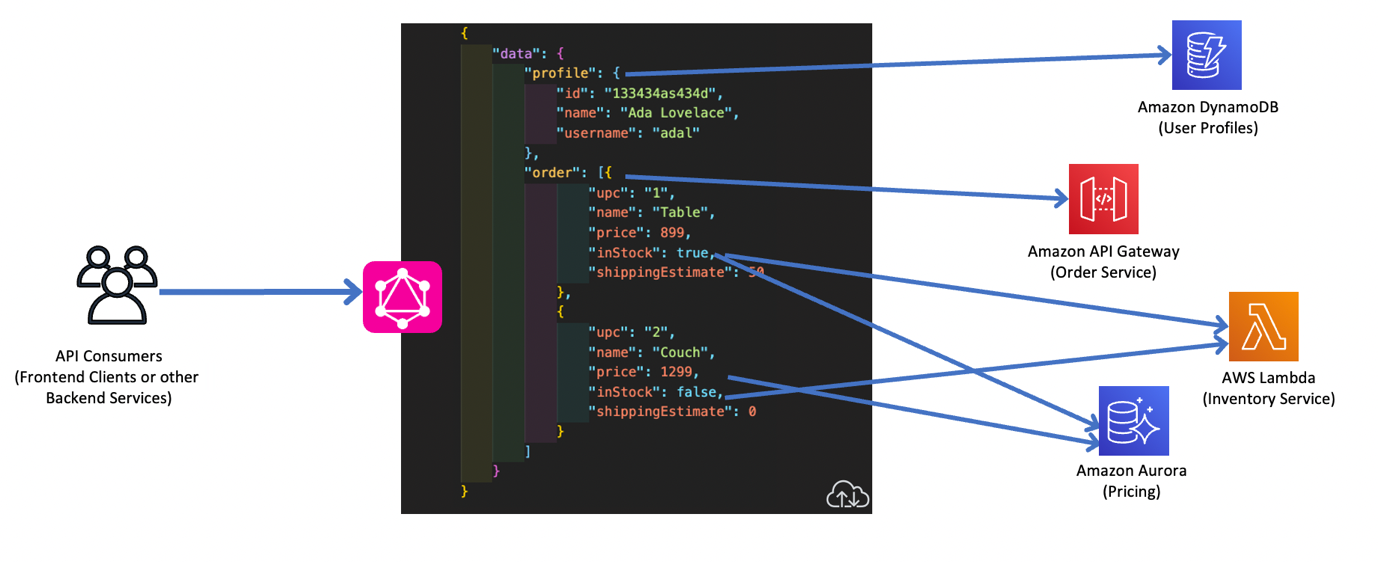 {
"data": {
"profile": {
"id": "133434as434d",
"name": "Ada Lovelace",
"username": "adal"
},
"order": [{
"upc": "1",
"name": "Table",
"price": 899,
"inStock": true,
"shippingEstimate": 50
},
{
"upc": "2",
"name": "Couch",
"price": 1299,
"inStock": false,
"shippingEstimate": 0
}
]
}
}
API Consumers
(Frontend Clients or other
Backend Services)
Amazon DynamoDB
(User Profiles)
</>
Amazon API Gateway
(Order Service)
AWS Lambda
(Inventory Service)
Amazon Aurora
(Pricing)